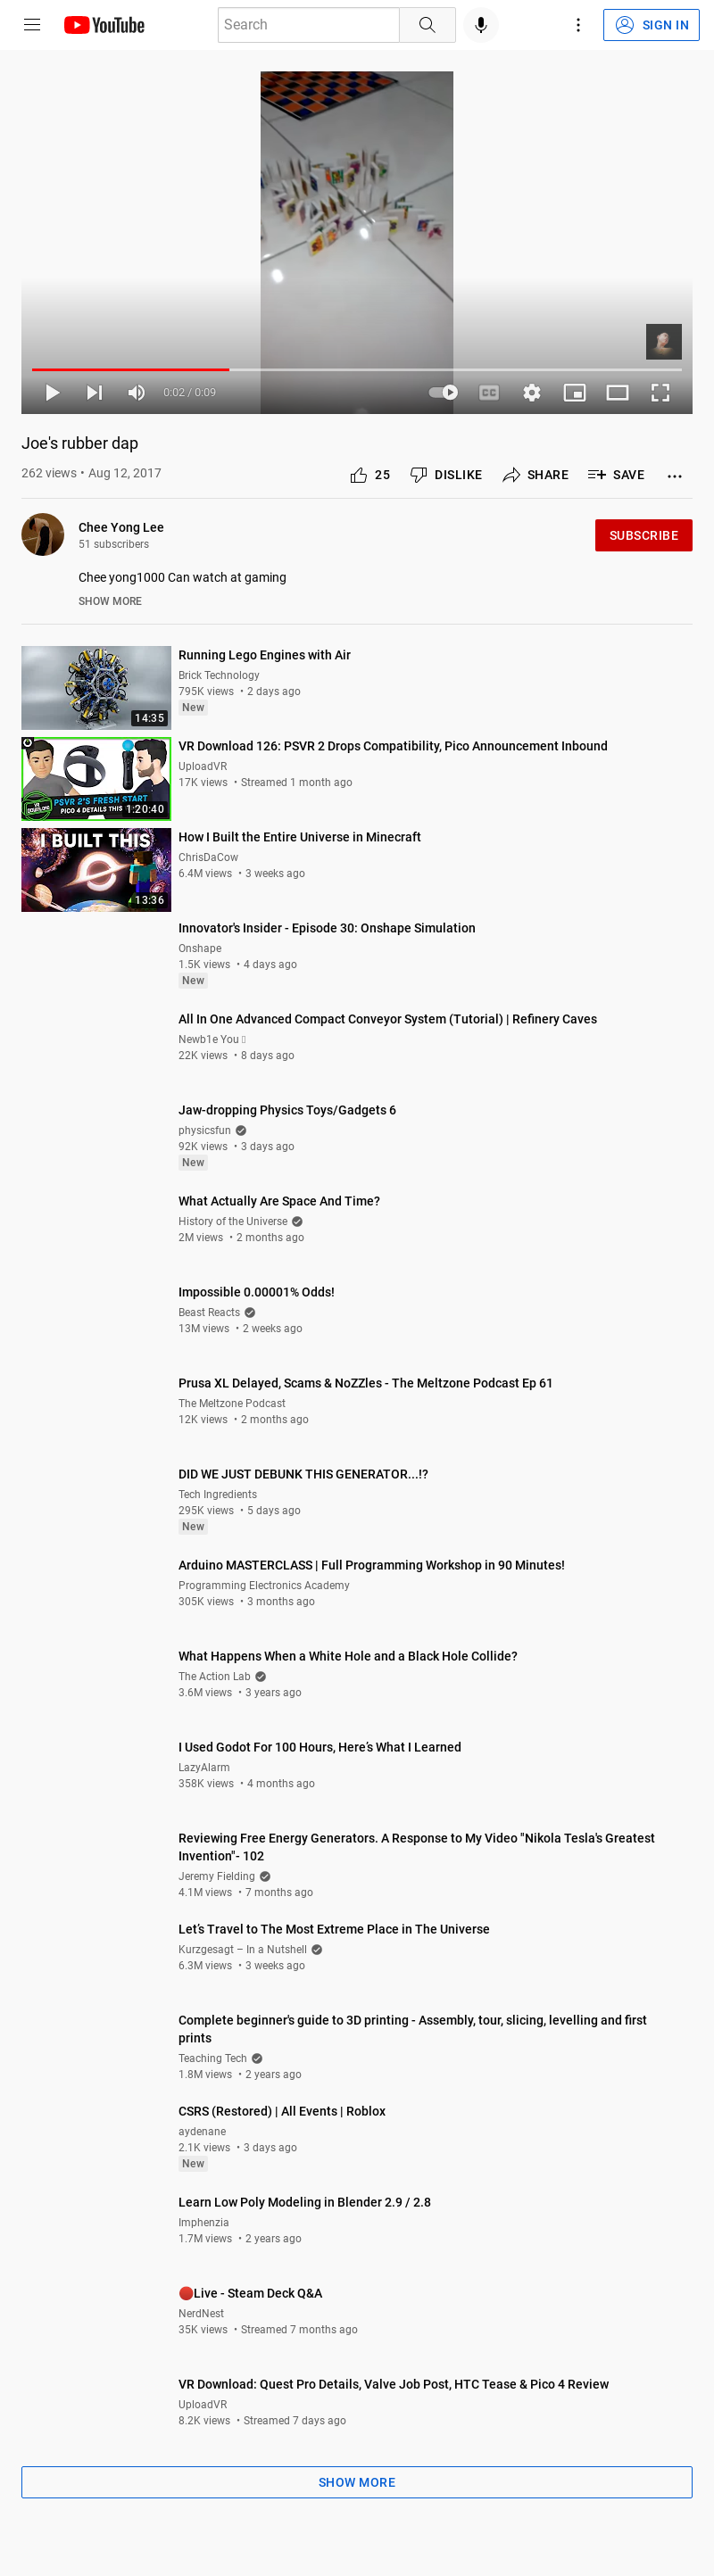 YouTube
Search
SIGN IN
0:02 / 0:09
CC
Joe's rubber dap
262 views • Aug 12, 2017
25
DISLIKE
SHARE
SAVE
Chee Yong Lee
51 subscribers
SUBSCRIBE
Chee yong1000 Can watch at gaming
SHOW MORE
Running Lego Engines with Air
Brick Technology
795K views • 2 days ago
New
14:35
VR Download 126: PSVR 2 Drops Compatibility, Pico Announcement Inbound
UploadVR
17K views • Streamed 1 month ago
PSVR 2'S FRESH START
PICO 4 DETAILS THIS
1:20:40
How I Built the Entire Universe in Minecraft
ChrisDaCow
6.4M views • 3 weeks ago
I BUILT THIS
13:36
Innovator's Insider - Episode 30: Onshape Simulation
Onshape
1.5K views • 4 days ago
New
All In One Advanced Compact Conveyor System (Tutorial) | Refinery Caves
Newb1e You
22K views • 8 days ago
Jaw-dropping Physics Toys/Gadgets 6
physicsfun
92K views • 3 days ago
New
What Actually Are Space And Time?
History of the Universe
2M views • 2 months ago
Impossible 0.00001% Odds!
Beast Reacts
13M views • 2 weeks ago
Prusa XL Delayed, Scams & NoZZles - The Meltzone Podcast Ep 61
The Meltzone Podcast
12K views • 2 months ago
DID WE JUST DEBUNK THIS GENERATOR...!?
Tech Ingredients
295K views • 5 days ago
New
Arduino MASTERCLASS | Full Programming Workshop in 90 Minutes!
Programming Electronics Academy
305K views • 3 months ago
What Happens When a White Hole and a Black Hole Collide?
The Action Lab
3.6M views • 3 years ago
I Used Godot For 100 Hours, Here’s What I Learned
LazyAlarm
358K views • 4 months ago
Reviewing Free Energy Generators. A Response to My Video "Nikola Tesla's Greatest
Invention"- 102
Jeremy Fielding
4.1M views • 7 months ago
Let’s Travel to The Most Extreme Place in The Universe
Kurzgesagt – In a Nutshell
6.3M views • 3 weeks ago
Complete beginner's guide to 3D printing - Assembly, tour, slicing, levelling and first
prints
Teaching Tech
1.8M views • 2 years ago
CSRS (Restored) | All Events | Roblox
aydenane
2.1K views • 3 days ago
New
Learn Low Poly Modeling in Blender 2.9 / 2.8
Imphenzia
1.7M views • 2 years ago
🔴Live - Steam Deck Q&A
NerdNest
35K views • Streamed 7 months ago
VR Download: Quest Pro Details, Valve Job Post, HTC Tease & Pico 4 Review
UploadVR
8.2K views • Streamed 7 days ago
SHOW MORE